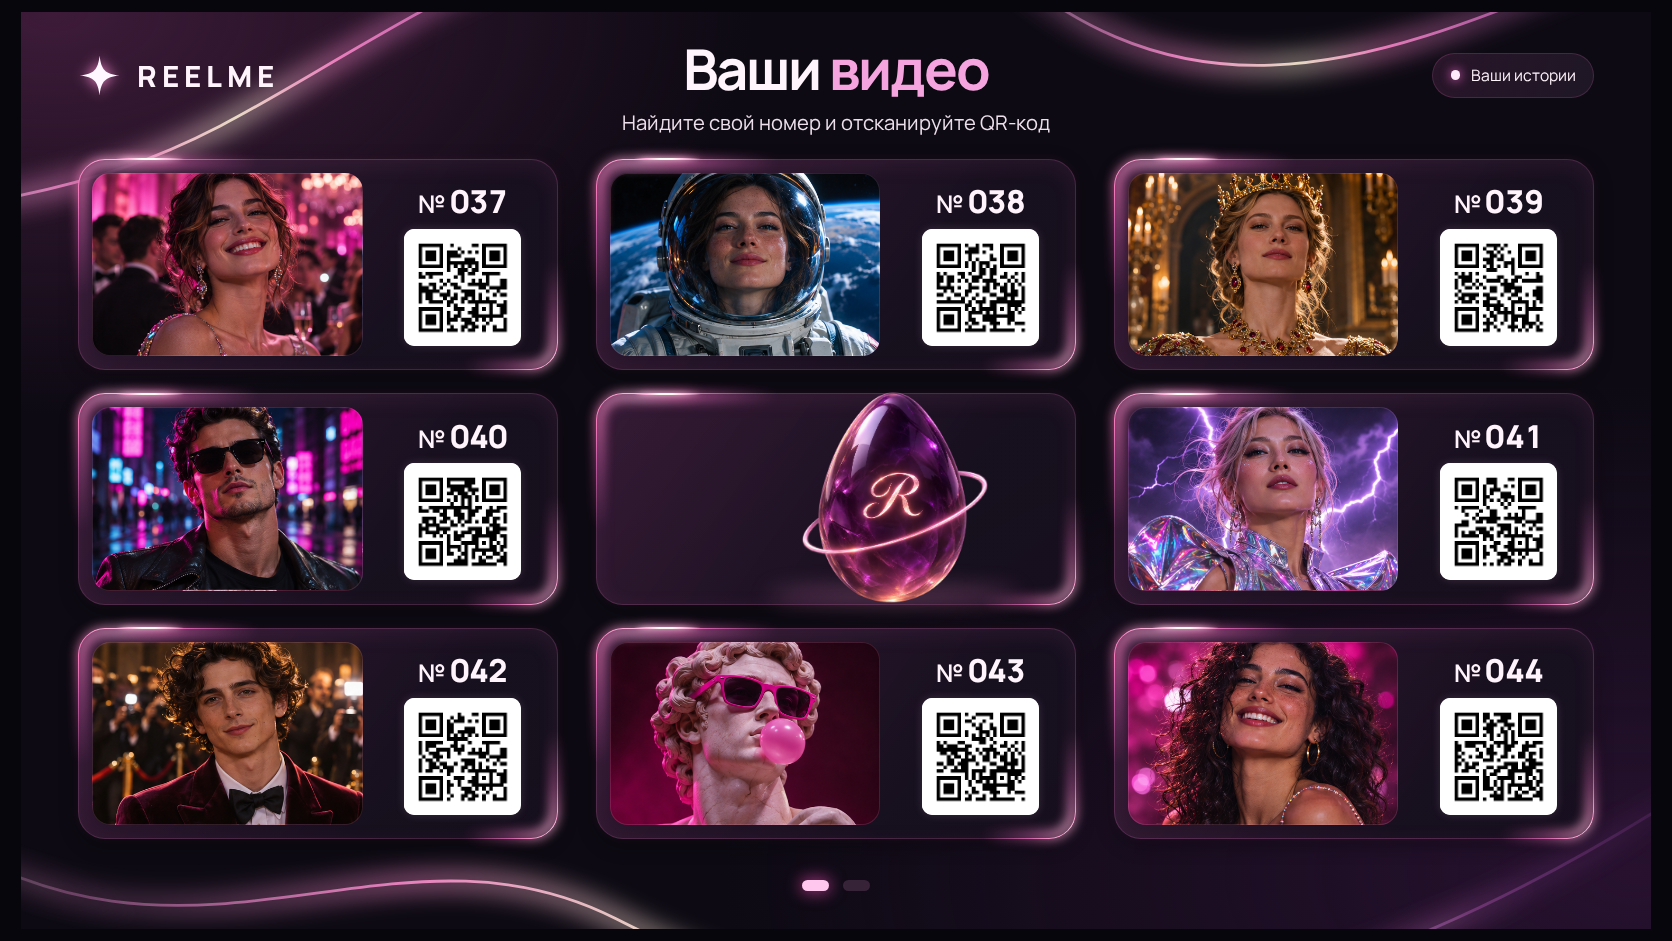 REELME
Ваши видео
Ваши истории
Найдите свой номер и отсканируйте QR-код
№ 037
№ 038
№ 039
№ 040
R
№ 041
№ 042
№ 043
№ 044